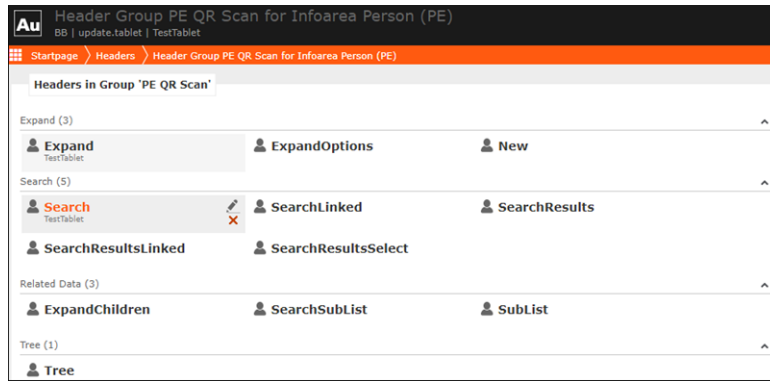 Au
Header Group PE QR Scan for Infoarea Person (PE)
BB | update.tablet | TestTablet
Startpage Headers Header Group PE QR Scan for Infoarea Person (PE)
Headers in Group 'PE QR Scan'
Expand (3)
Expand ExpandOptions New
TestTablet
Search (5)
Search SearchLinked SearchResults
TestTablet
SearchResultsLinked SearchResultsSelect
Related Data (3)
ExpandChildren SearchSubList SubList
Tree (1)
Tree